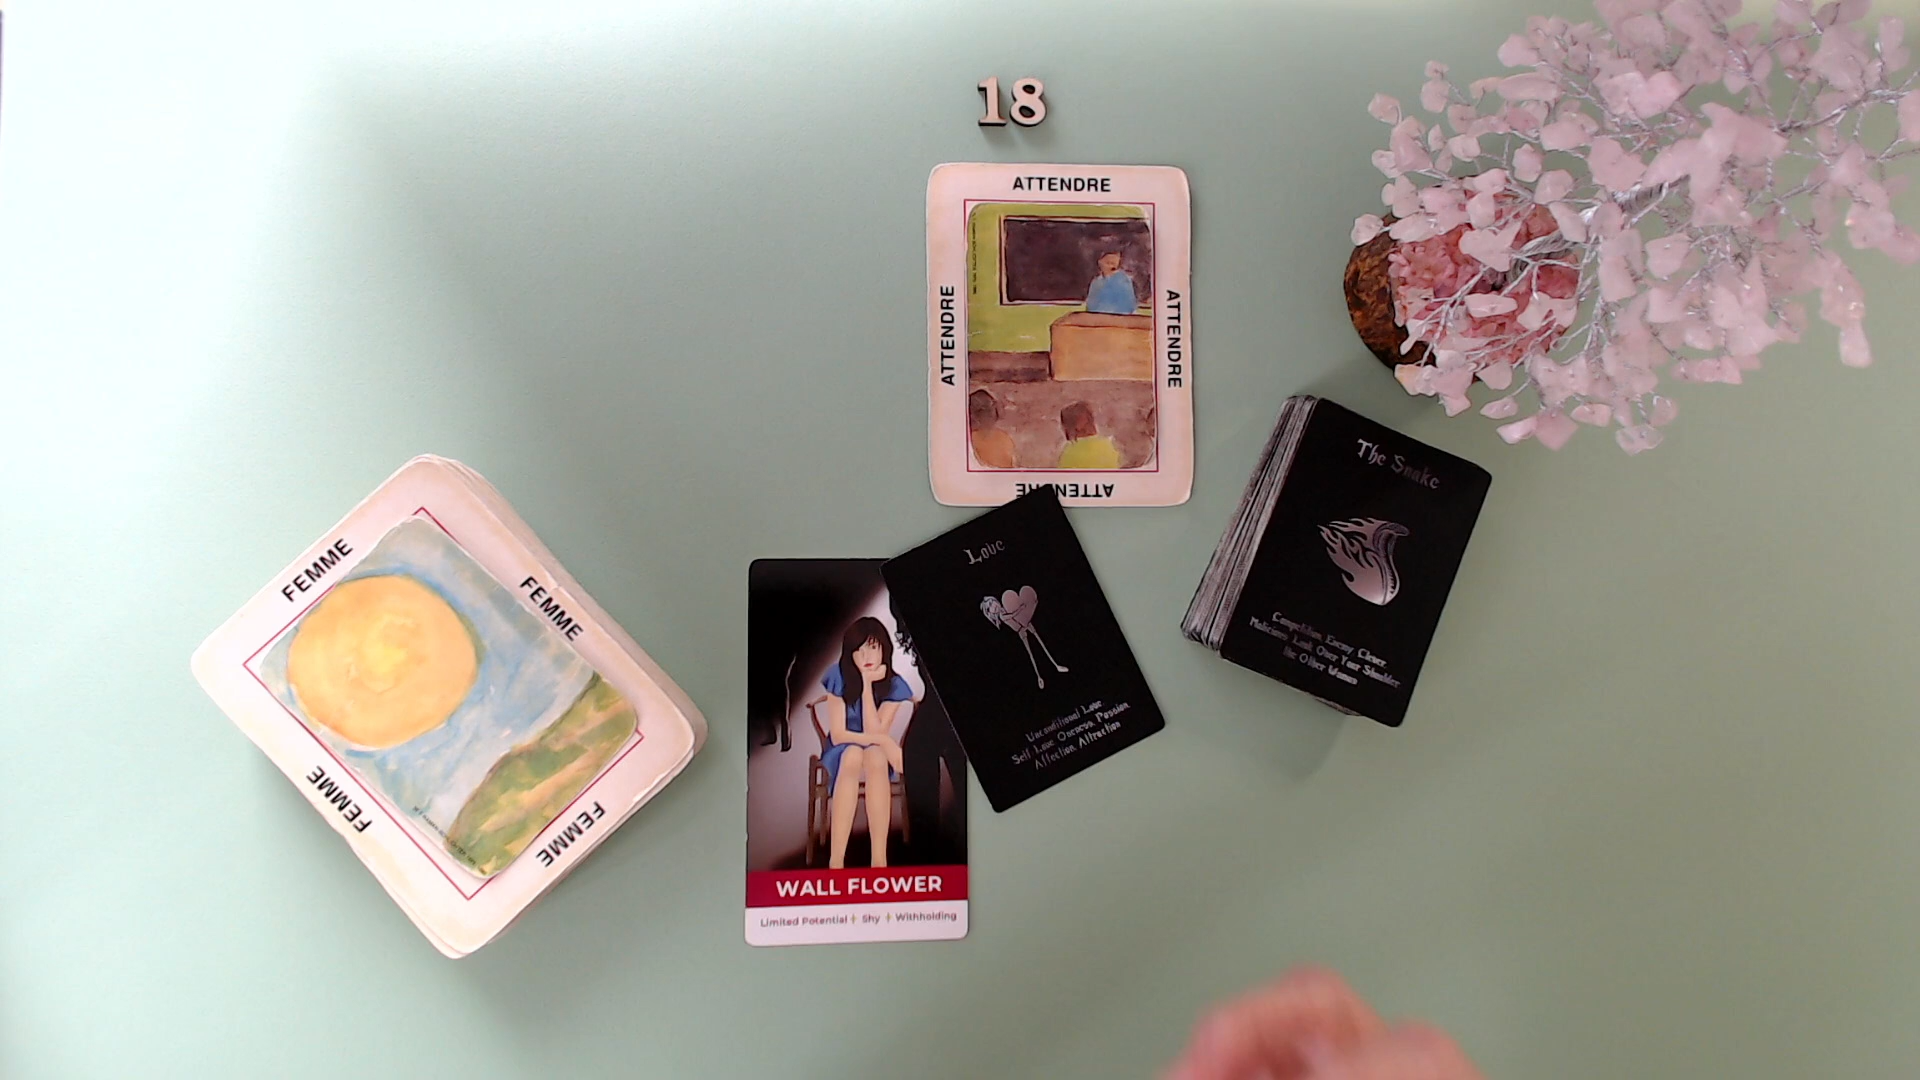 18
ATTENDRE
ATTENDRE
ATTENDRE
ATTENDRE
The Snake
Competition, Enemy, Clever,
Malicious, Look Over Your Shoulder
the Other Woman
Love
Unconditional Love,
Self Love, Oneness, Passion,
Affection, Attraction
FEMME
FEMME
FEMME
FEMME
WALL FLOWER
Limited Potential + Shy + Withholding